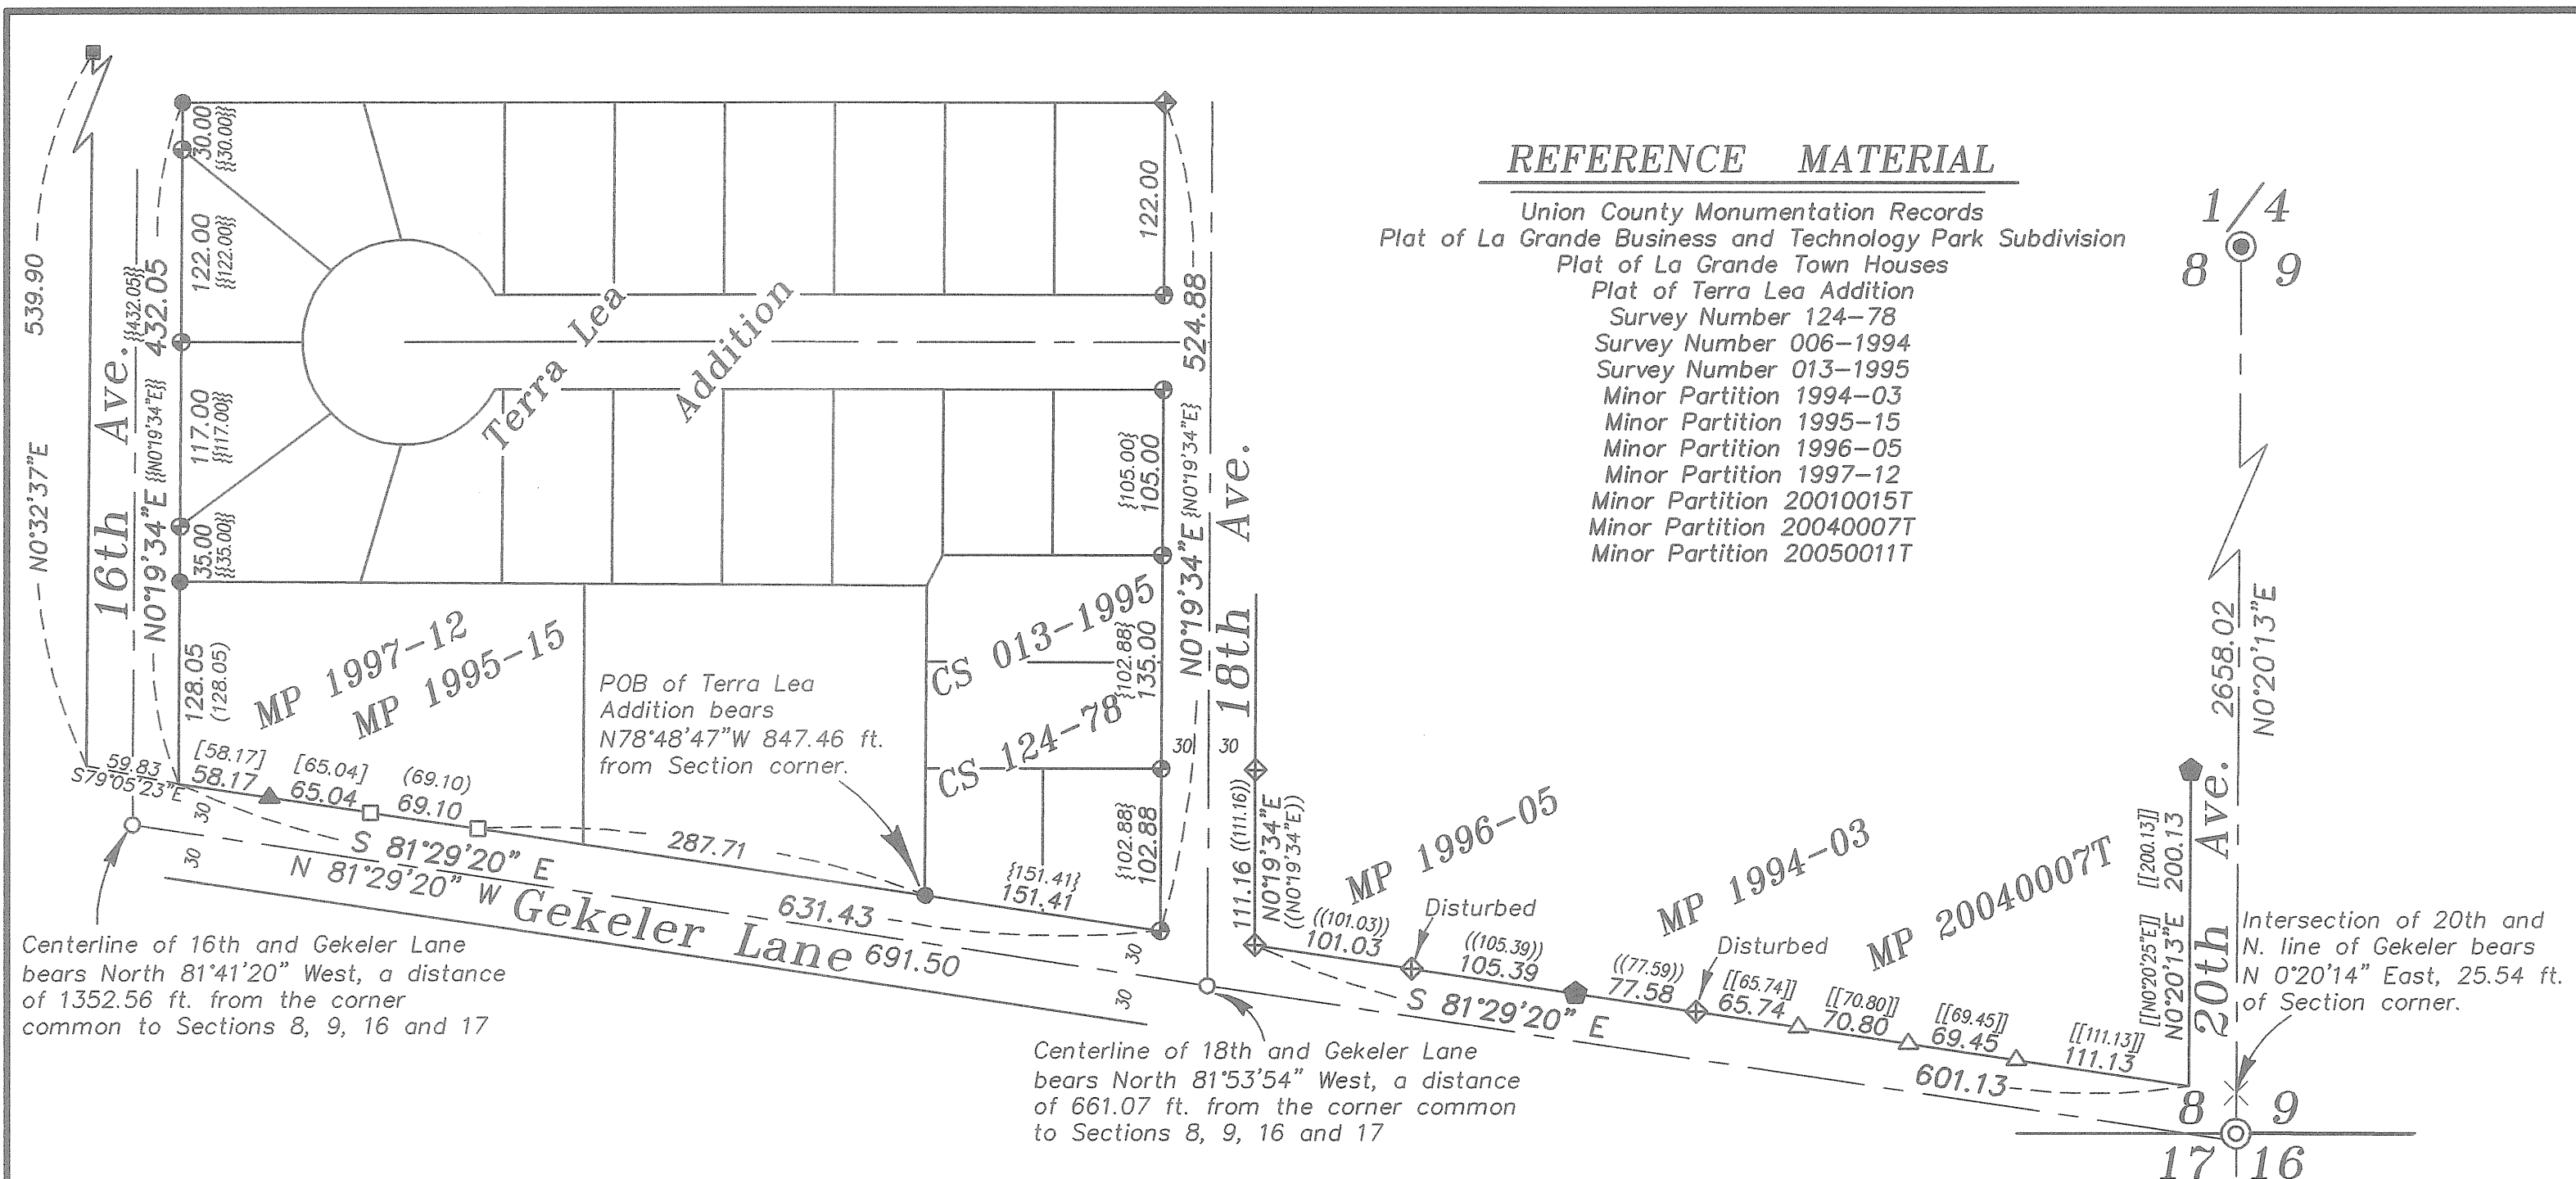 REFERENCE MATERIAL
Union County Monumentation Records
Plat of La Grande Business and Technology Park Subdivision
Plat of La Grande Town Houses
Plat of Terra Lea Addition
Survey Number 124-78
Survey Number 006-1994
Survey Number 013-1995
Minor Partition 1994-03
Minor Partition 1995-15
Minor Partition 1996-05
Minor Partition 1997-12
Minor Partition 20010015T
Minor Partition 20040007T
Minor Partition 20050011T
539.90
N0°32'37"E
16th Ave.
{{432.05}}
432.05
N0°19'34"E
{{N0°19'34"E}}
30.00
{{30.00}}
122.00
{{122.00}}
117.00
{{117.00}}
35.00
{{35.00}}
128.05
(128.05)
Terra Lea
Addition
122.00
524.88
{105.00}
105.00
N0°19'34"E
{N0°19'34"E}
18th Ave.
{102.88}
135.00
{102.88}
102.88
30
30
MP 1997-12
MP 1995-15
CS 013-1995
CS 124-78
POB of Terra Lea
Addition bears
N78°48'47"W 847.46 ft.
from Section corner.
59.83
S79°05'23"E
[58.17]
58.17
[65.04]
65.04
(69.10)
69.10
287.71
{151.41}
151.41
30
30
S 81°29'20" E
631.43
N 81°29'20" W
691.50
Gekeler Lane
30
30
Centerline of 16th and Gekeler Lane
bears North 81°41'20" West, a distance
of 1352.56 ft. from the corner
common to Sections 8, 9, 16 and 17
Centerline of 18th and Gekeler Lane
bears North 81°53'54" West, a distance
of 661.07 ft. from the corner common
to Sections 8, 9, 16 and 17
111.16 ((111.16))
N0°19'34"E
((N0°19'34"E))
MP 1996-05
MP 1994-03
MP 20040007T
((101.03))
101.03
Disturbed
((105.39))
105.39
((77.59))
77.58
Disturbed
[[65.74]]
65.74
[[70.80]]
70.80
[[69.45]]
69.45
[[111.13]]
111.13
S 81°29'20" E
601.13
[[N0°20'25"E]] [[200.13]]
N0°20'13"E 200.13
20th Ave.
1/4
8 9
2658.02
N0°20'13"E
Intersection of 20th and
N. line of Gekeler bears
N 0°20'14" East, 25.54 ft.
of Section corner.
8 9
17 16